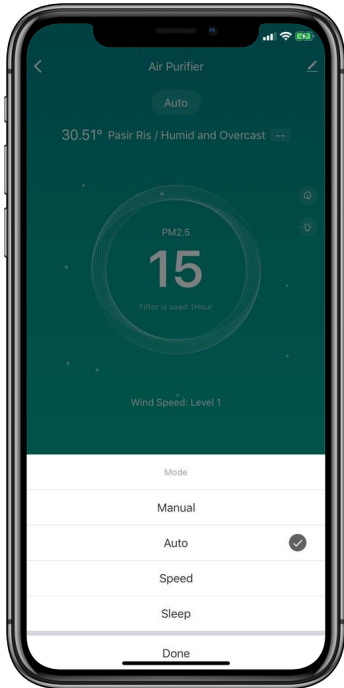 Air Purifier
Auto
30.51° Pasir Ris / Humid and Overcast --
PM2.5
15
Filter is used 1Hour
Wind Speed: Level 1
Mode
Manual
Auto
Speed
Sleep
Done